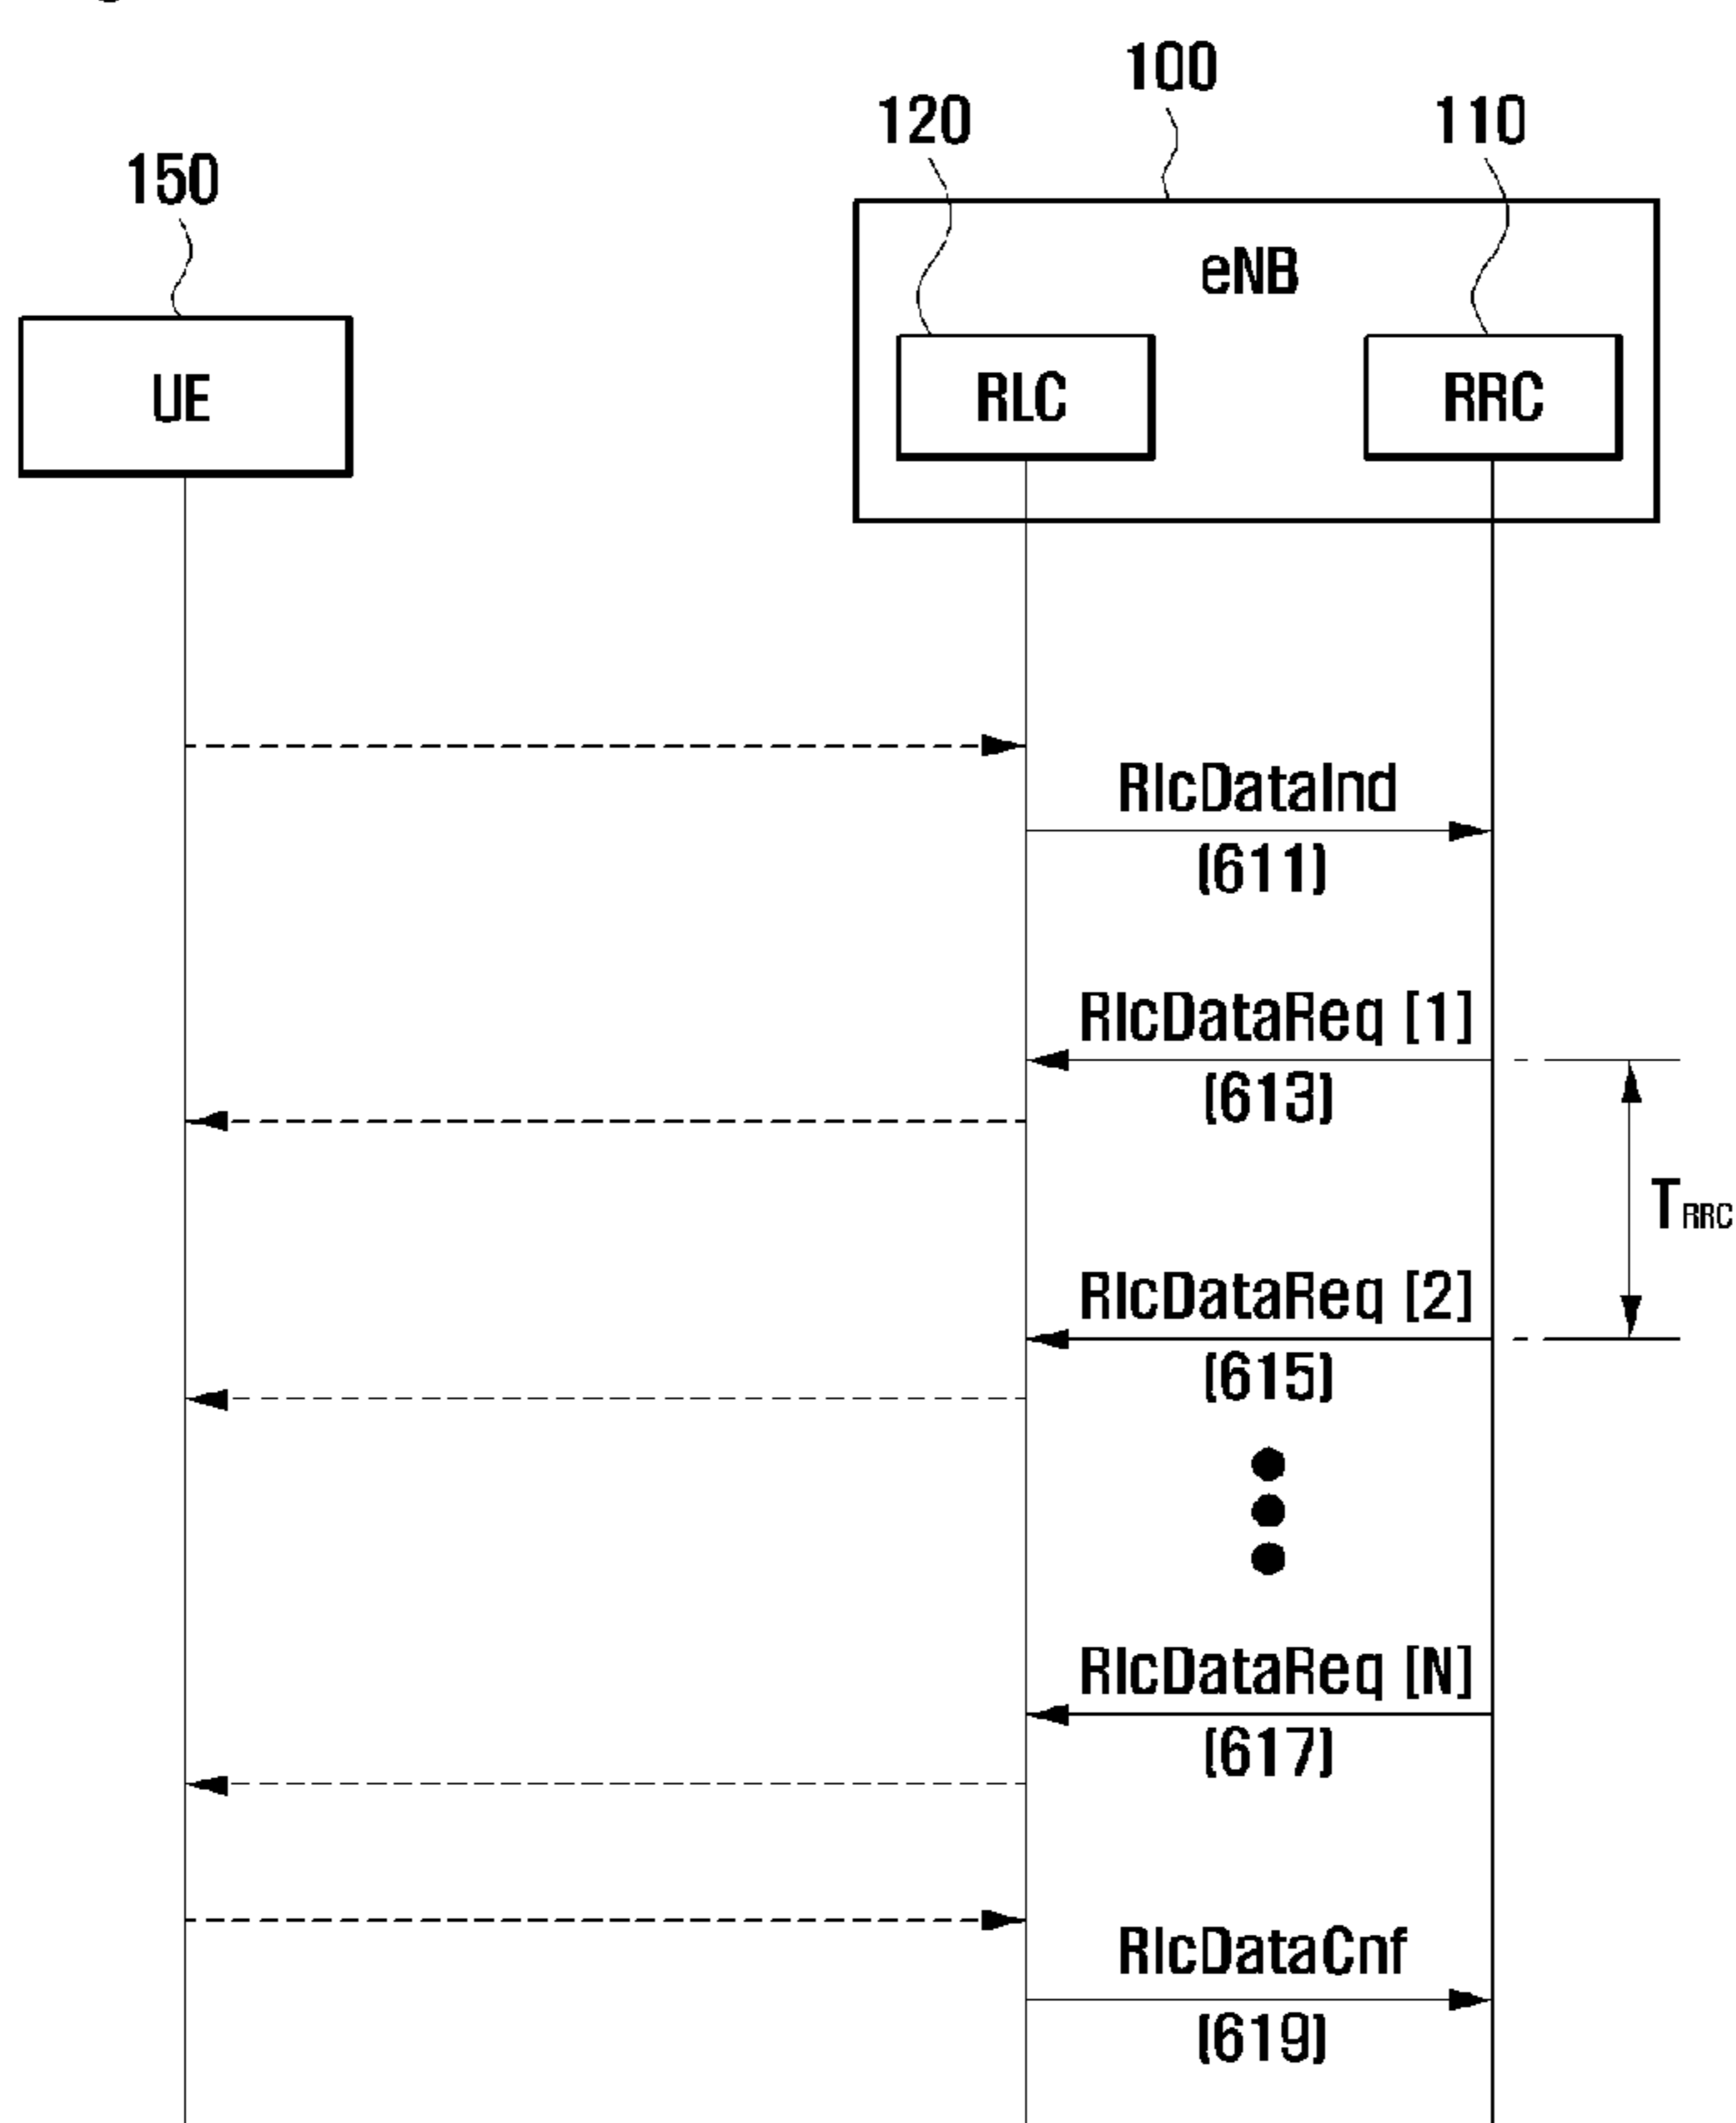 100
120
110
150
eNB
UE
RLC
RRC
RlcDataInd
(611)
RlcDataReq [1]
(613)
TRRC
RlcDataReq [2]
(615)
RlcDataReq [N]
(617)
RlcDataCnf
(619)